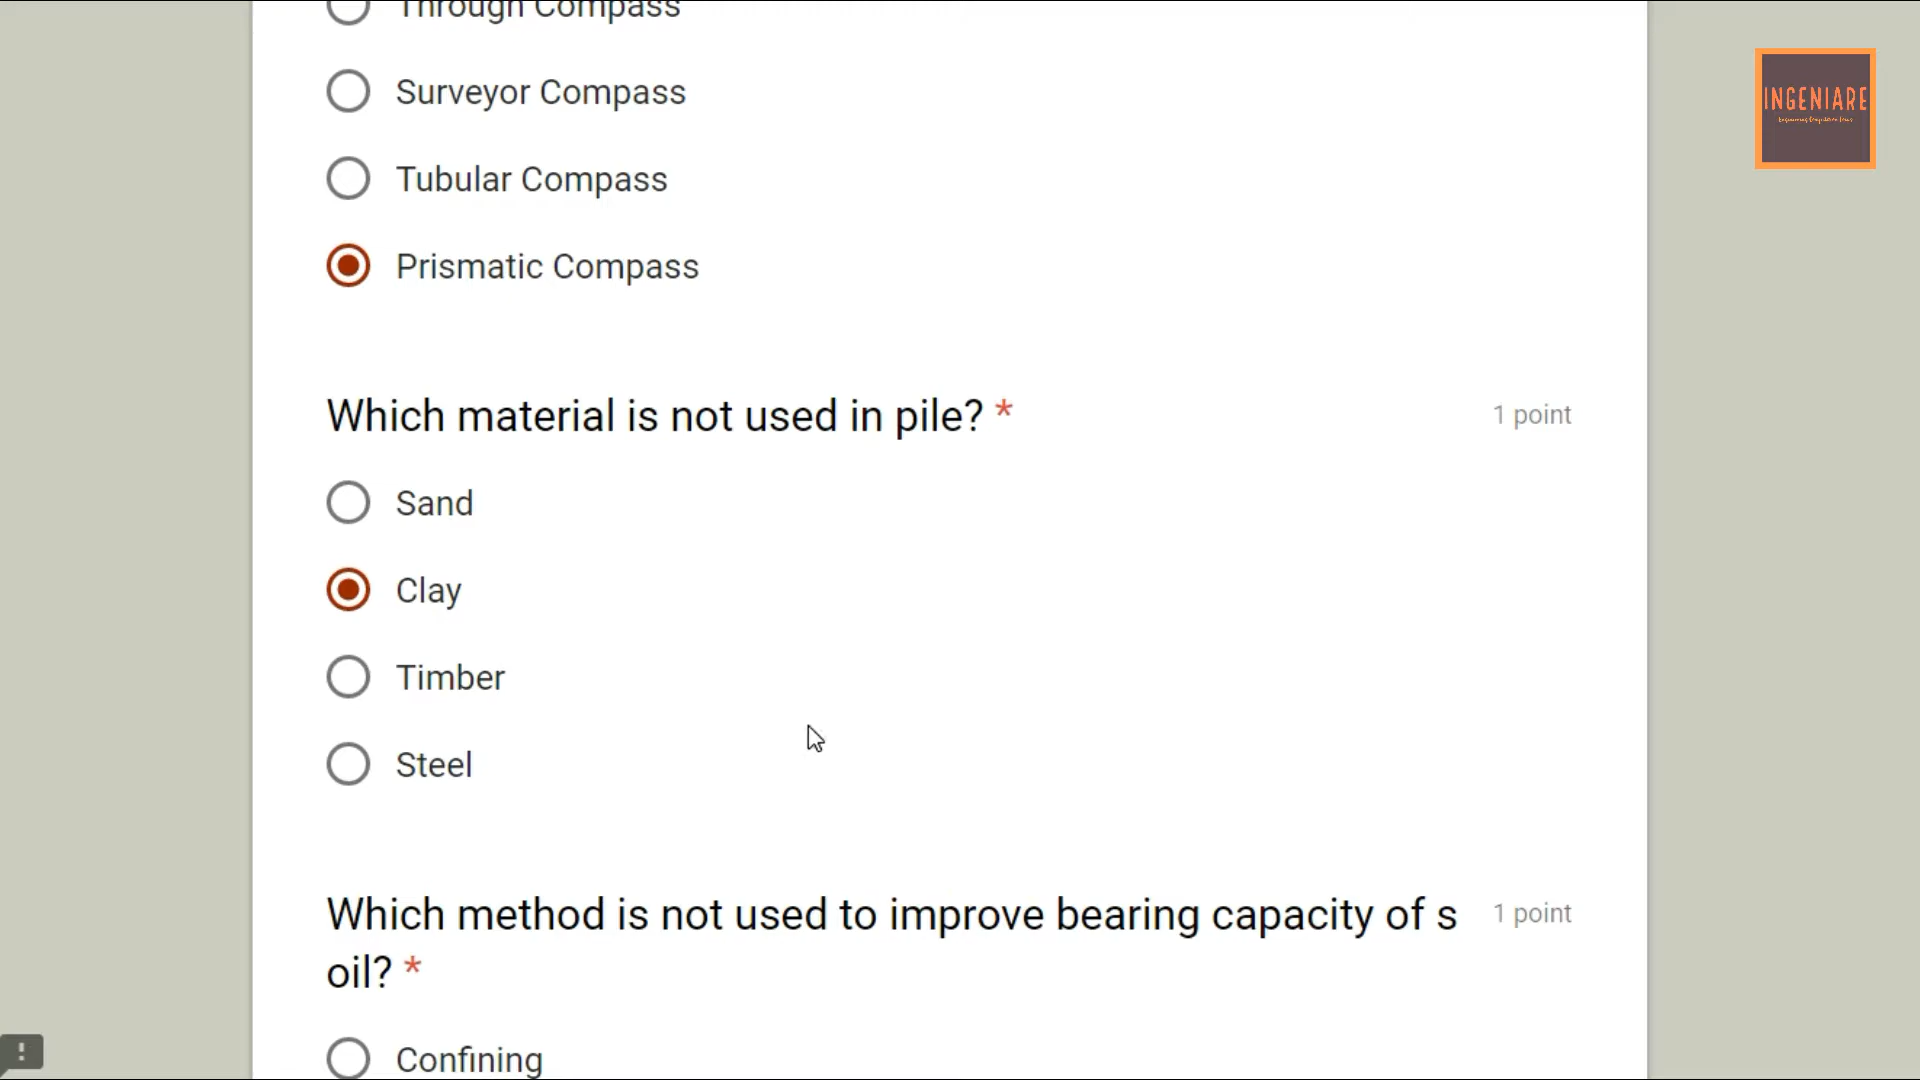 Through Compass
Surveyor Compass
Tubular Compass
Prismatic Compass
Which material is not used in pile? *
1 point
Sand
Clay
Timber
Steel
Which method is not used to improve bearing capacity of s
1 point
oil? *
Confining
INGENIARE